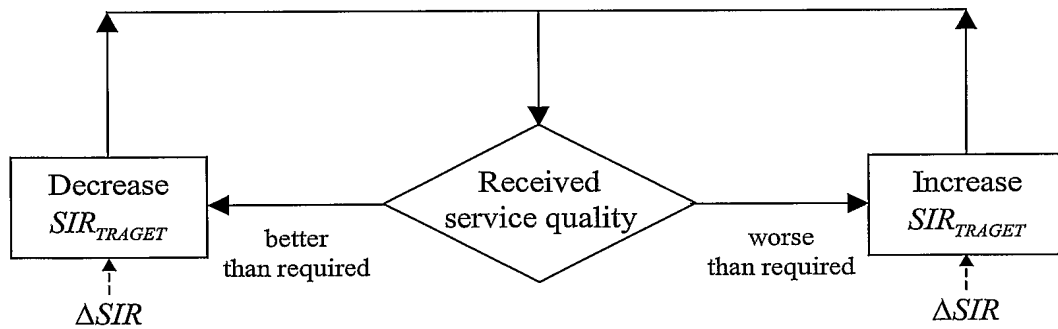 Decrease
SIR_TRAGET
ΔSIR
better
than required
Received
service quality
worse
than required
Increase
SIR_TRAGET
ΔSIR